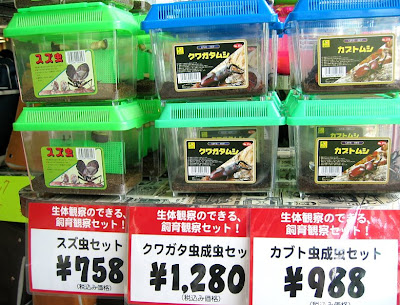 スズ虫
クワガタムシ
カブトムシ
スズ虫
クワガタムシ
カブトムシ
生体観察のできる、
飼育観察セット！
スズ虫セット
¥758
(税込み価格)
生体観察のできる、
飼育観察セット！
クワガタ虫成虫セッ
¥1,280
(税込み価格)
生体観察のできる、
飼育観察セット！
カブト虫成虫セット
¥988
(税込み価格)